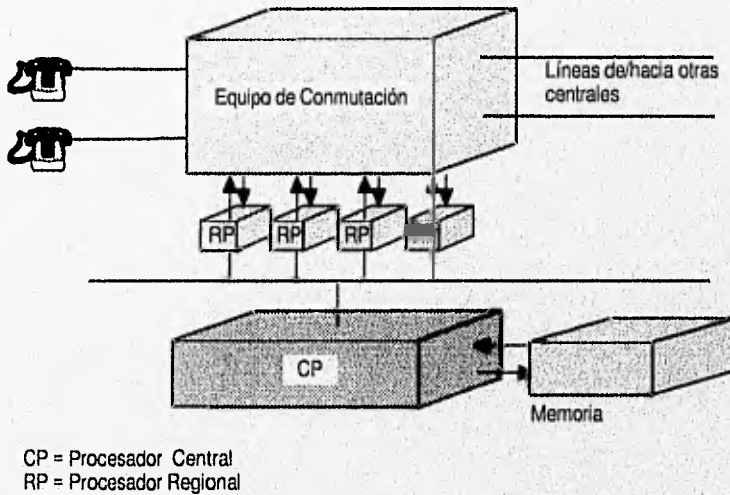 Equipo de Conmutación
Líneas de/hacia otras
centrales
RP RP RP
CP
Memoria
CP = Procesador Central
RP = Procesador Regional